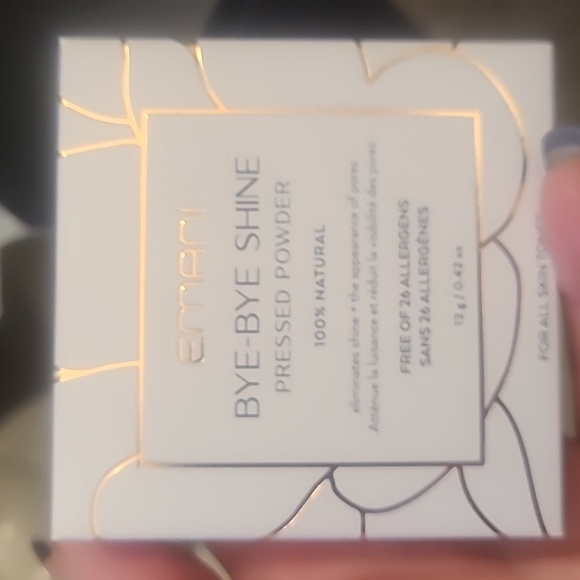 EMANI
BYE-BYE SHINE
PRESSED POWDER
100% NATURAL
eliminates shine + the appearance of pores
Atténue la luisance et réduit la visibilité des pores
FREE OF 26 ALLERGENS
SANS 26 ALLERGÈNES
12 g / 0.42 oz
FOR ALL SKIN TONES